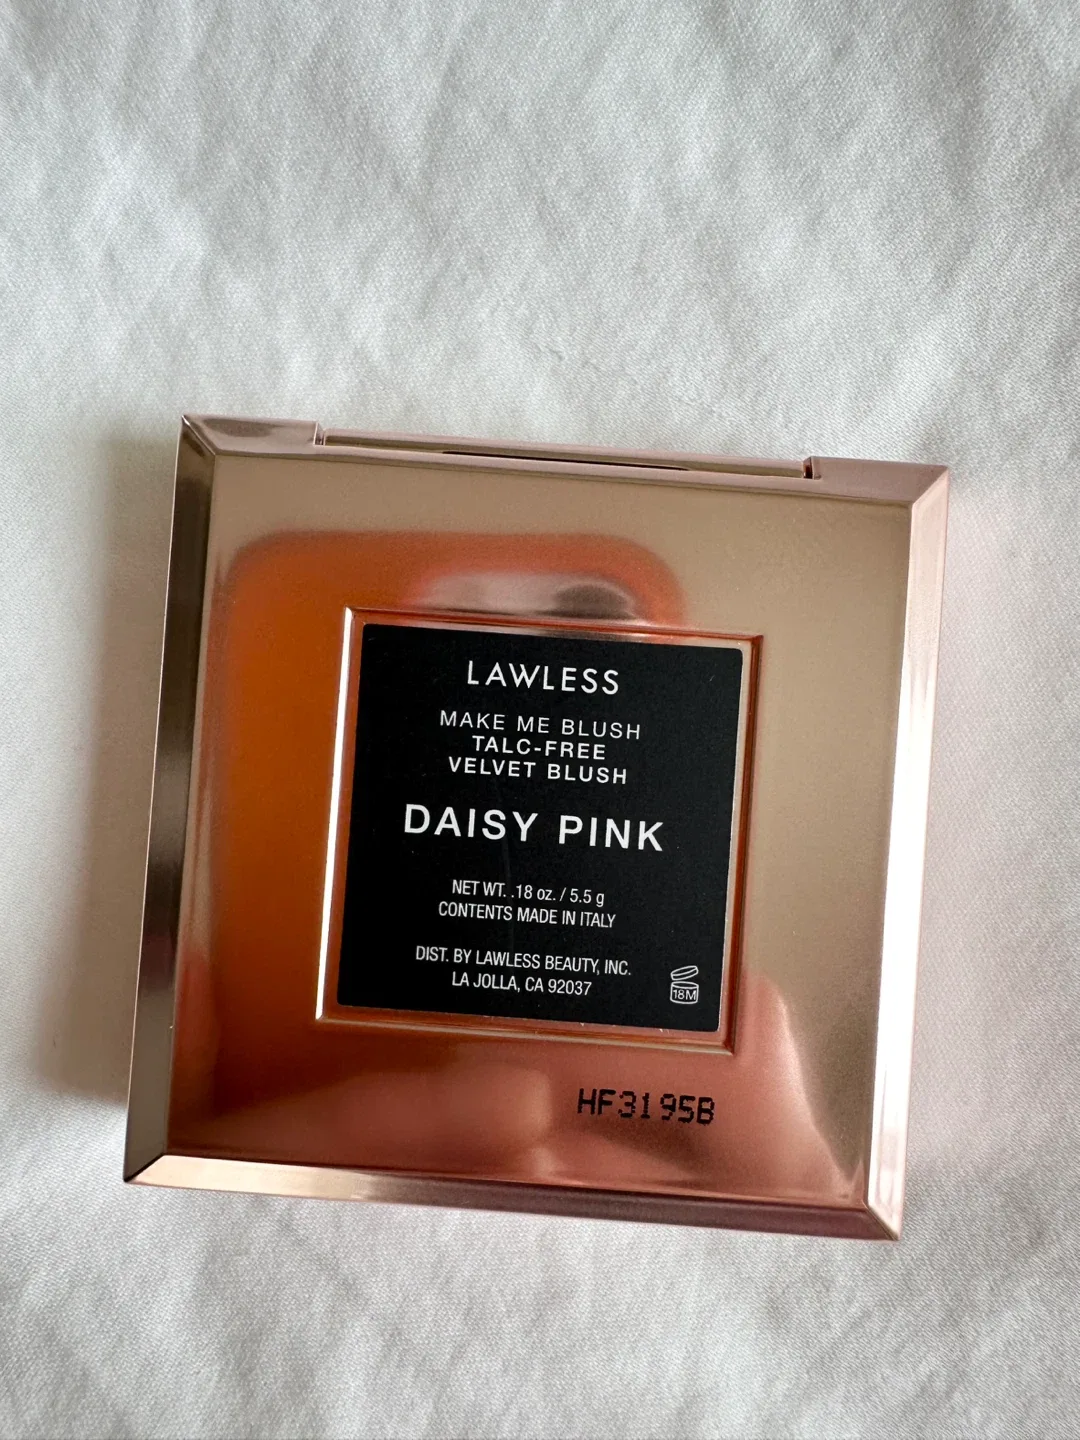 LAWLESS
MAKE ME BLUSH
TALC-FREE
VELVET BLUSH
DAISY PINK
NET WT. .18 oz. / 5.5 g
CONTENTS MADE IN ITALY
DIST. BY LAWLESS BEAUTY, INC.
LA JOLLA, CA 92037
18M
HF3195B